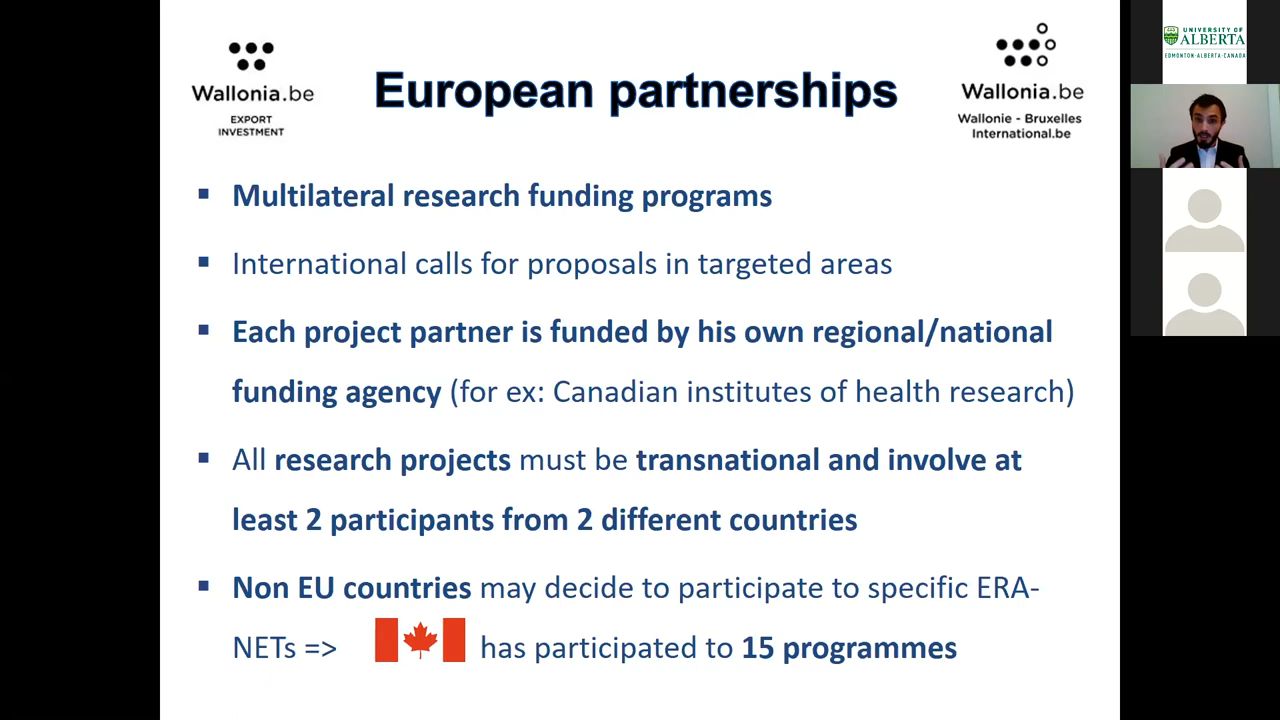 Wallonia.be
EXPORT
INVESTMENT
European partnerships
Wallonia.be
Wallonie - Bruxelles
International.be
▪ Multilateral research funding programs
▪ International calls for proposals in targeted areas
▪ Each project partner is funded by his own regional/national
funding agency (for ex: Canadian institutes of health research)
▪ All research projects must be transnational and involve at
least 2 participants from 2 different countries
▪ Non EU countries may decide to participate to specific ERA-
NETs => has participated to 15 programmes
UNIVERSITY OF
ALBERTA
EDMONTON·ALBERTA·CANADA